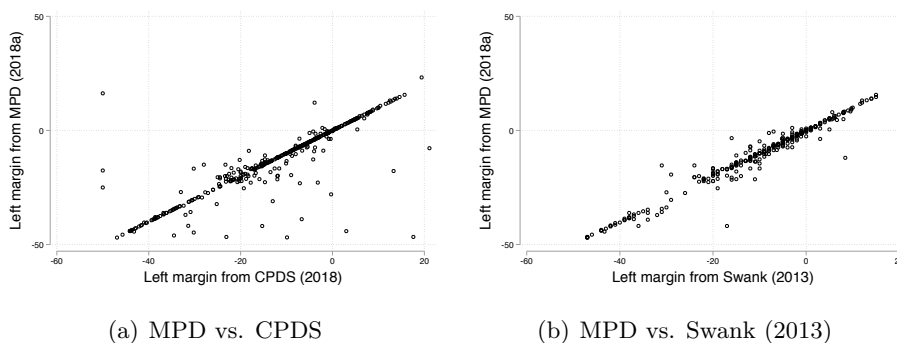 50
0
-50
Left margin from MPD (2018a)
-60
-40
-20
0
20
Left margin from CPDS (2018)
(a) MPD vs. CPDS
50
0
-50
Left margin from MPD (2018a)
-60
-40
-20
0
20
Left margin from Swank (2013)
(b) MPD vs. Swank (2013)